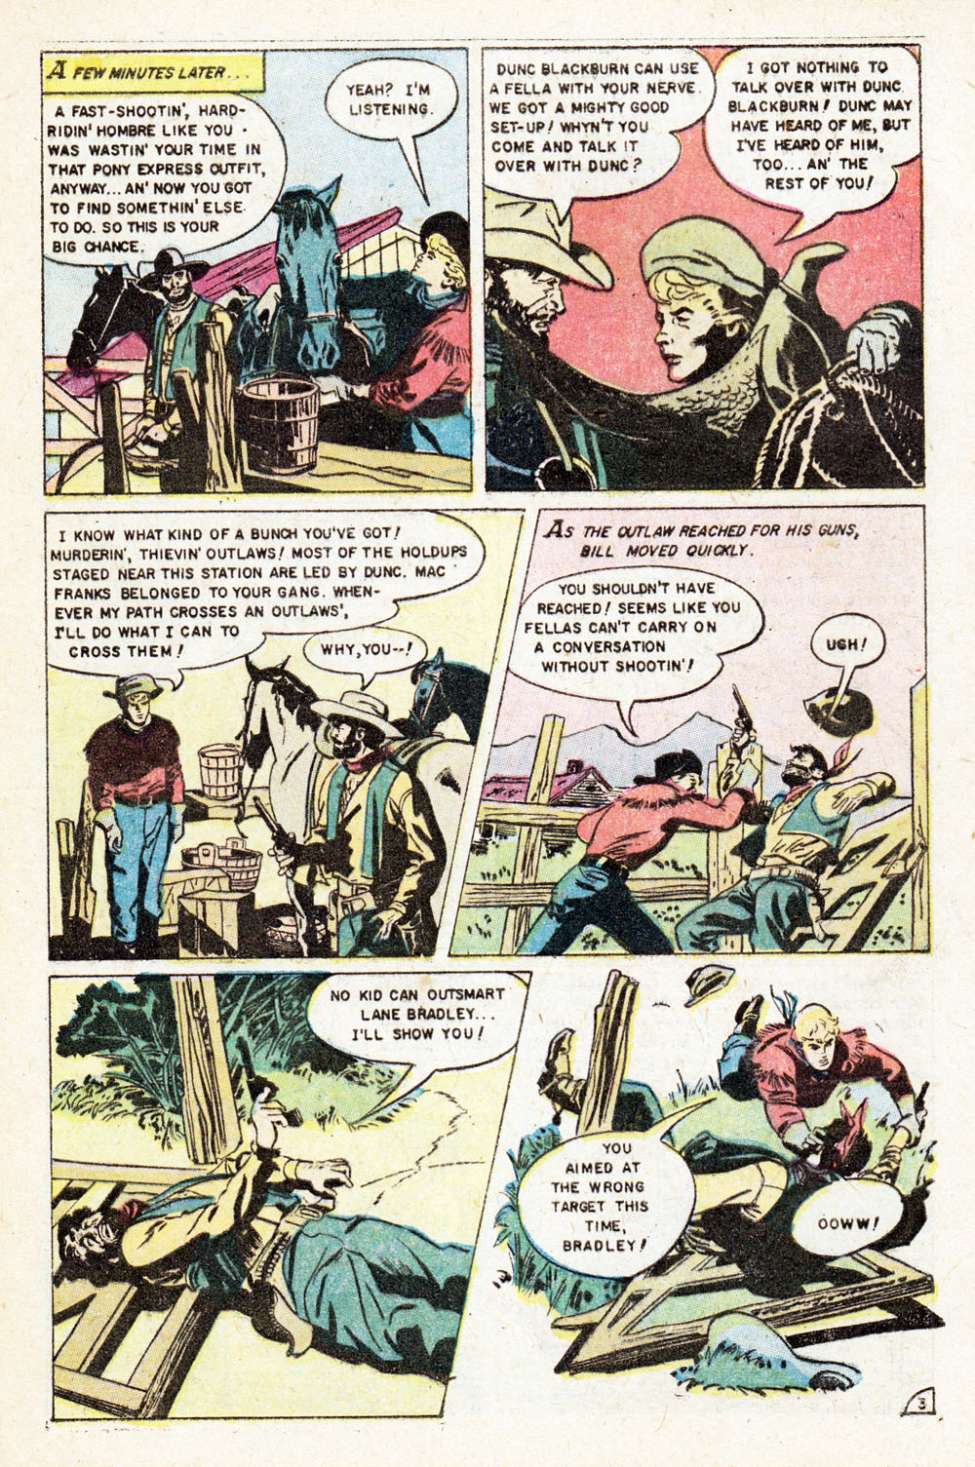 A FEW MINUTES LATER...
A FAST-SHOOTIN', HARD-
RIDIN' HOMBRE LIKE YOU
WAS WASTIN' YOUR TIME IN
THAT PONY EXPRESS OUTFIT,
ANYWAY... AN' NOW YOU GOT
TO FIND SOMETHIN' ELSE
TO DO. SO THIS IS YOUR
BIG CHANCE.
YEAH? I'M
LISTENING.
DUNC BLACKBURN CAN USE
A FELLA WITH YOUR NERVE.
WE GOT A MIGHTY GOOD
SET-UP! WHYN'T YOU
COME AND TALK IT
OVER WITH DUNC?
I GOT NOTHING TO
TALK OVER WITH DUNC
BLACKBURN! DUNC MAY
HAVE HEARD OF ME, BUT
I'VE HEARD OF HIM,
TOO... AN' THE
REST OF YOU!
I KNOW WHAT KIND OF A BUNCH YOU'VE GOT!
MURDERIN', THIEVIN' OUTLAWS! MOST OF THE HOLDUPS
STAGED NEAR THIS STATION ARE LED BY DUNC. MAC
FRANKS BELONGED TO YOUR GANG. WHEN-
EVER MY PATH CROSSES AN OUTLAWS',
I'LL DO WHAT I CAN TO
CROSS THEM!
WHY, YOU--!
AS THE OUTLAW REACHED FOR HIS GUNS,
BILL MOVED QUICKLY.
YOU SHOULDN'T HAVE
REACHED! SEEMS LIKE YOU
FELLAS CAN'T CARRY ON
A CONVERSATION
WITHOUT SHOOTIN'!
UGH!
NO KID CAN OUTSMART
LANE BRADLEY...
I'LL SHOW YOU!
YOU
AIMED AT
THE WRONG
TARGET THIS
TIME,
BRADLEY!
OOWW!
3